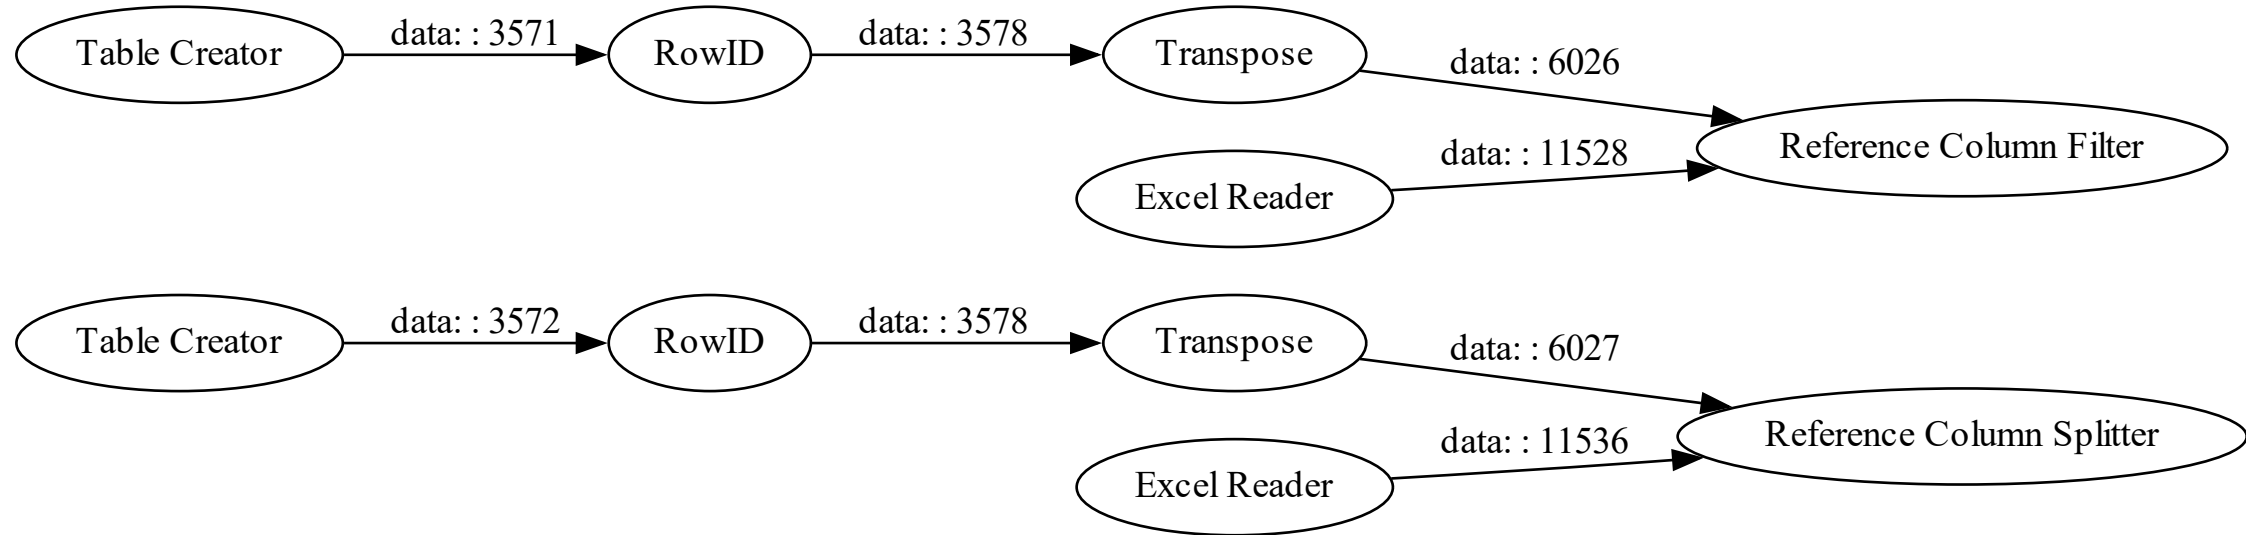 Table Creator
data: : 3571
RowID
data: : 3578
Transpose
data: : 6026
Excel Reader
data: : 11528
Reference Column Filter
Table Creator
data: : 3572
RowID
data: : 3578
Transpose
data: : 6027
Excel Reader
data: : 11536
Reference Column Splitter